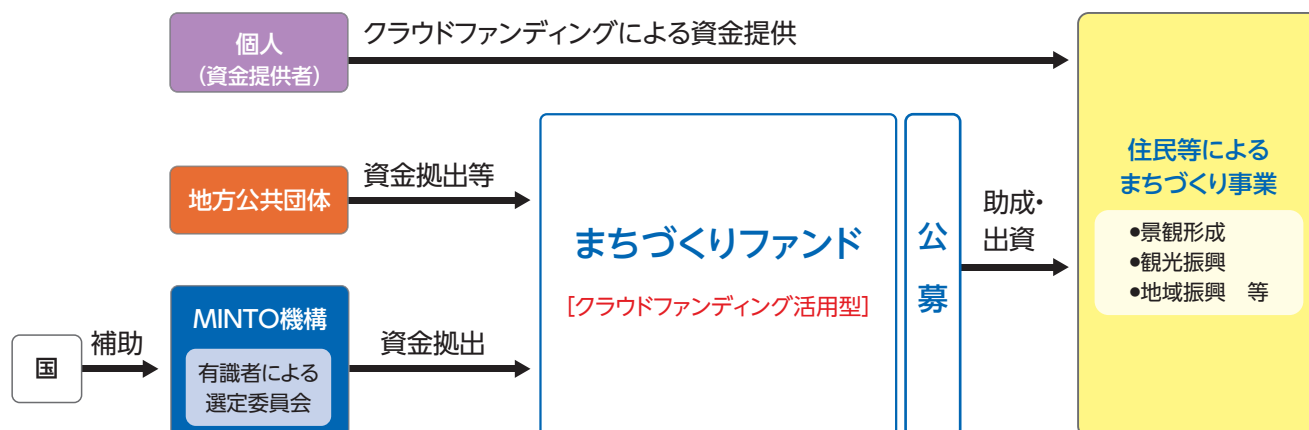 個人
（資金提供者）
クラウドファンディングによる資金提供
地方公共団体
資金拠出等
国
補助
MINTO機構
有識者による
選定委員会
資金拠出
まちづくりファンド
［クラウドファンディング活用型］
公
募
助成・
出資
住民等による
まちづくり事業
●景観形成
●観光振興
●地域振興　等